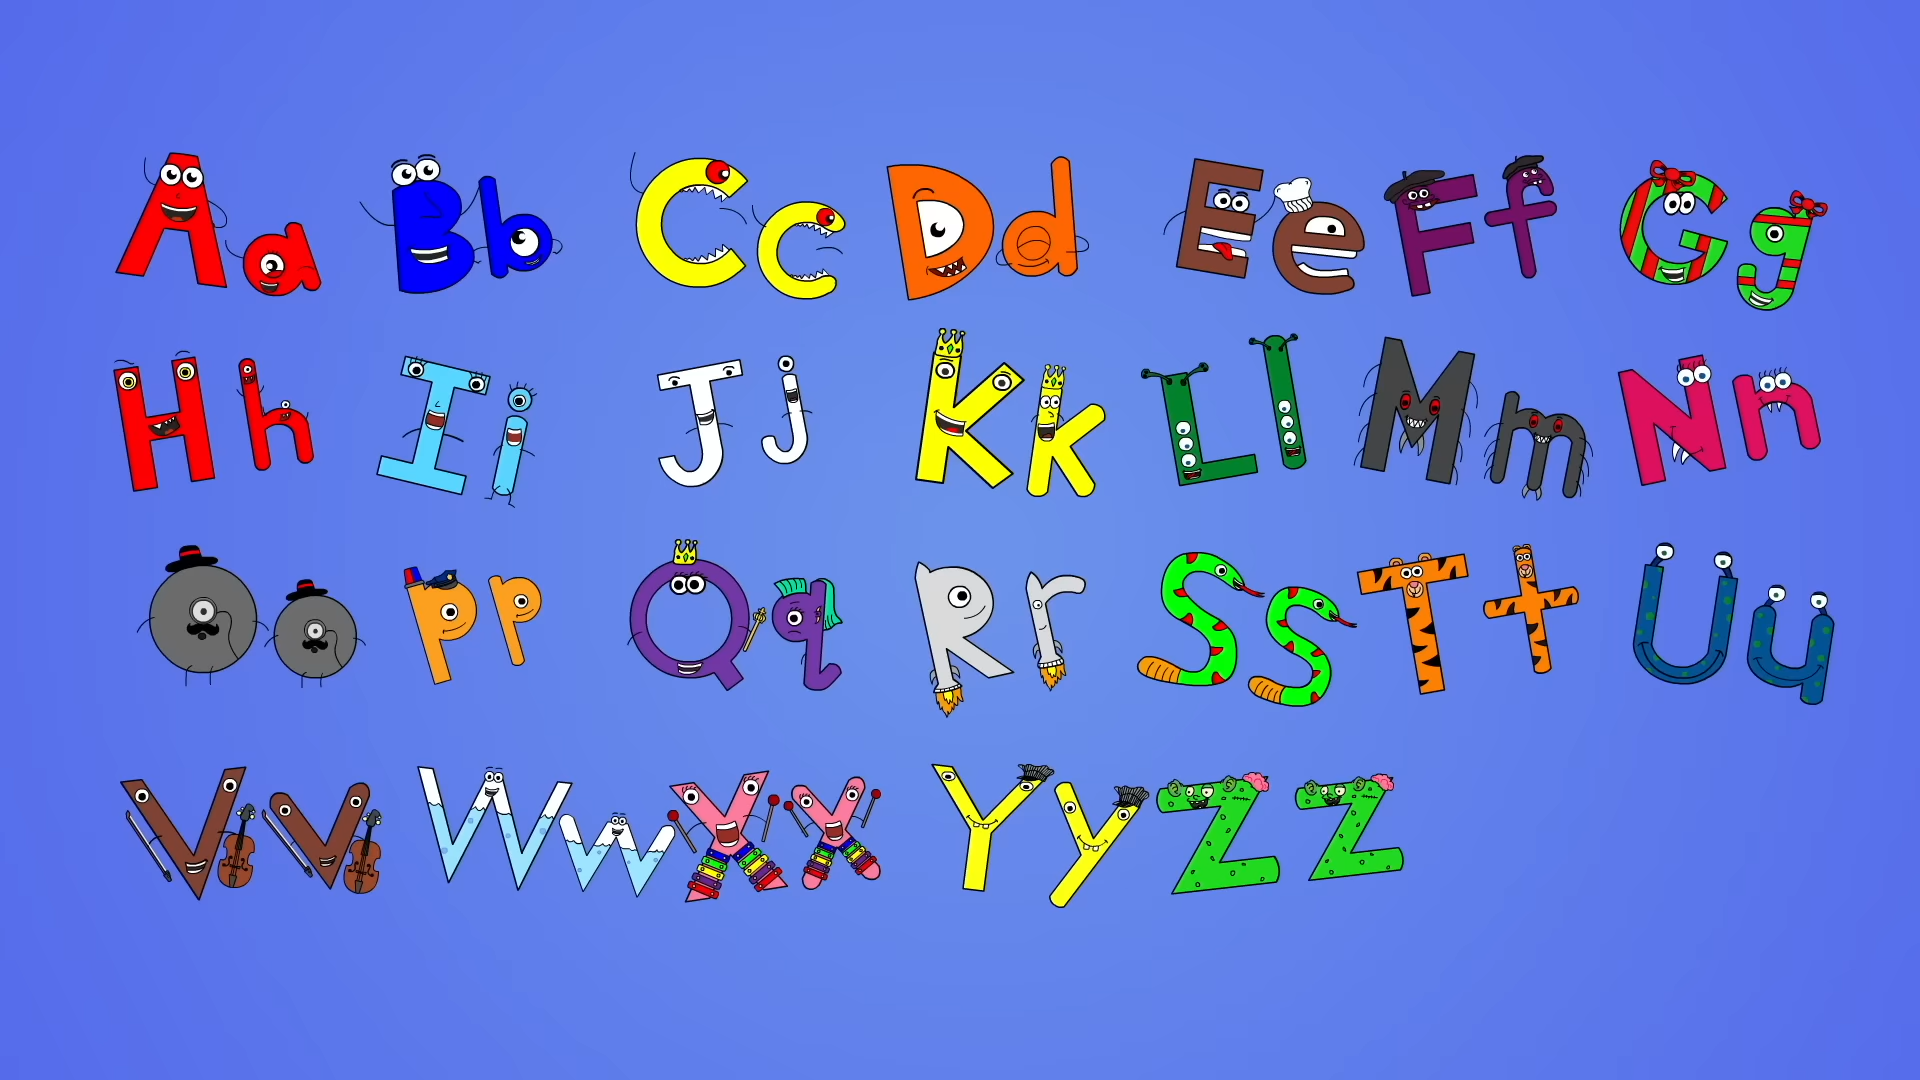 Aa Bb Cc Dd Ee Ff Gg
Hh Ii Jj Kk Ll Mm Nn
Oo Pp Qq Rr Ss Tt Uu
Vv Ww Xx Yy Zz